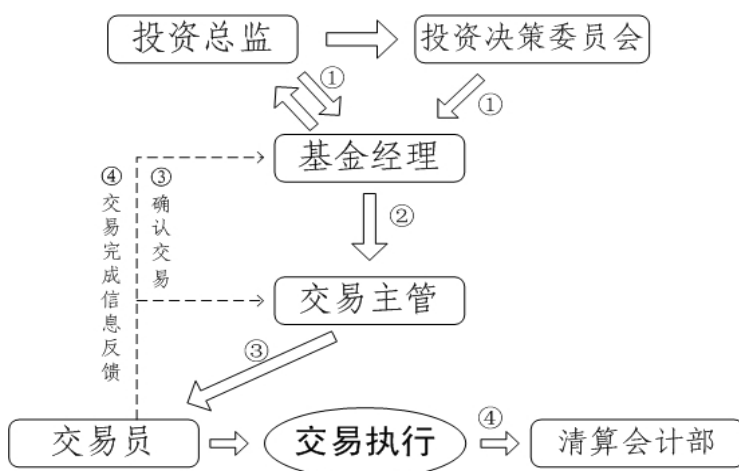 投资总监
投资决策委员会
①
①
基金经理
④交易完成信息反馈
③确认交易
②
交易主管
③
交易员
交易执行
④
清算会计部